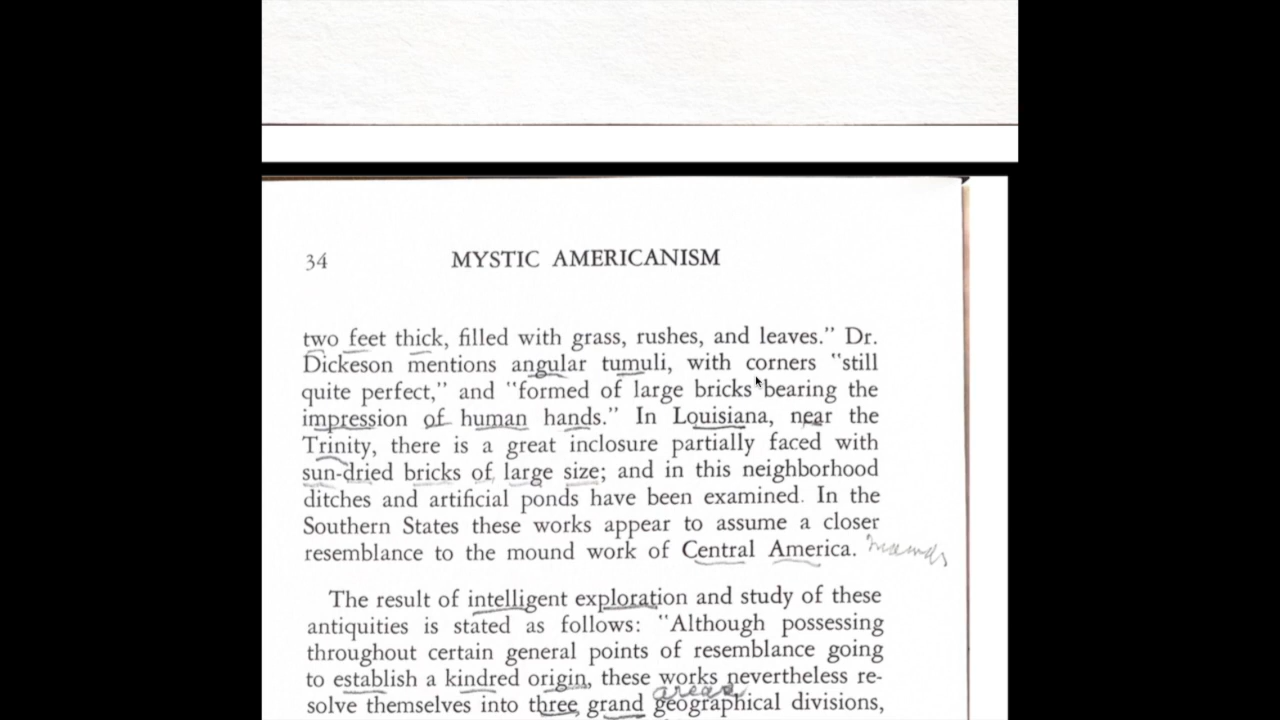 34 MYSTIC AMERICANISM
two feet thick, filled with grass, rushes, and leaves." Dr.
Dickeson mentions angular tumuli, with corners "still
quite perfect," and "formed of large bricks bearing the
impression of human hands." In Louisiana, near the
Trinity, there is a great inclosure partially faced with
sun-dried bricks of large size; and in this neighborhood
ditches and artificial ponds have been examined. In the
Southern States these works appear to assume a closer
resemblance to the mound work of Central America.
The result of intelligent exploration and study of these
antiquities is stated as follows: "Although possessing
throughout certain general points of resemblance going
to establish a kindred origin, these works nevertheless re-
areas
solve themselves into three grand geographical divisions,